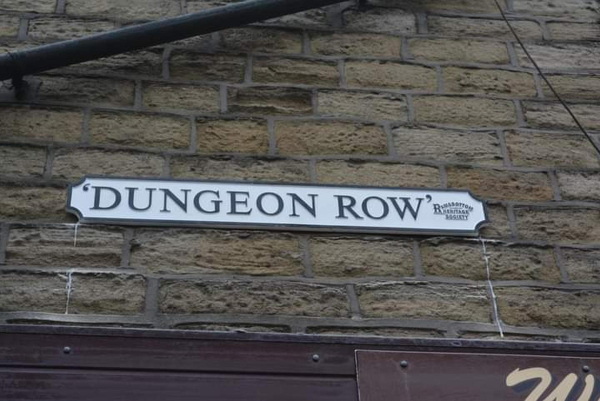 'DUNGEON ROW'
RAMSBOTTOM
HERITAGE
SOCIETY